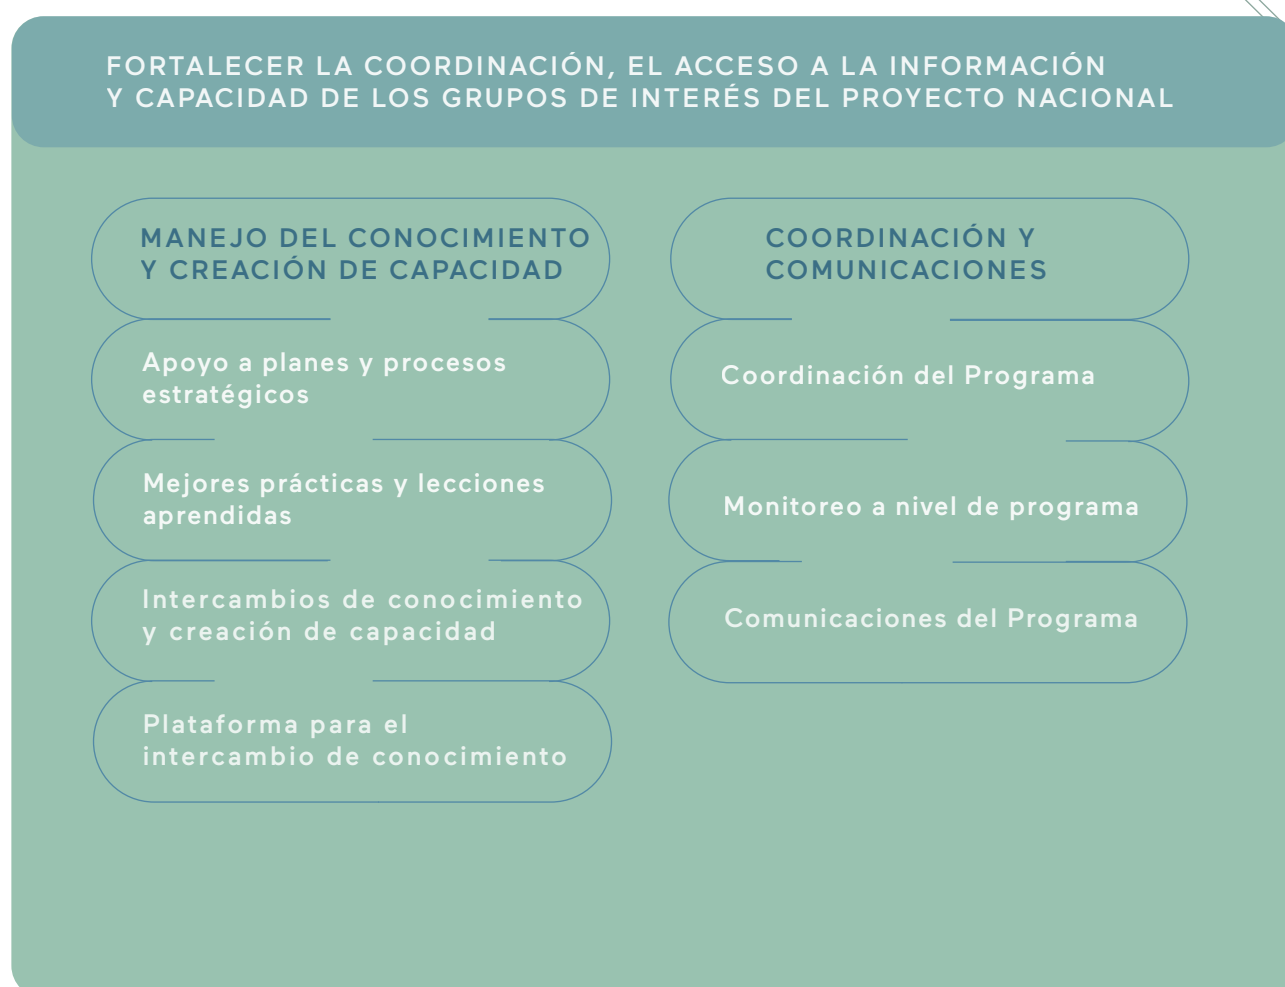 FORTALECER LA COORDINACIÓN, EL ACCESO A LA INFORMACIÓN
Y CAPACIDAD DE LOS GRUPOS DE INTERÉS DEL PROYECTO NACIONAL
MANEJO DEL CONOCIMIENTO
Y CREACIÓN DE CAPACIDAD
Apoyo a planes y procesos
estratégicos
Mejores prácticas y lecciones
aprendidas
Intercambios de conocimiento
y creación de capacidad
Plataforma para el
intercambio de conocimiento
COORDINACIÓN Y
COMUNICACIONES
Coordinación del Programa
Monitoreo a nivel de programa
Comunicaciones del Programa